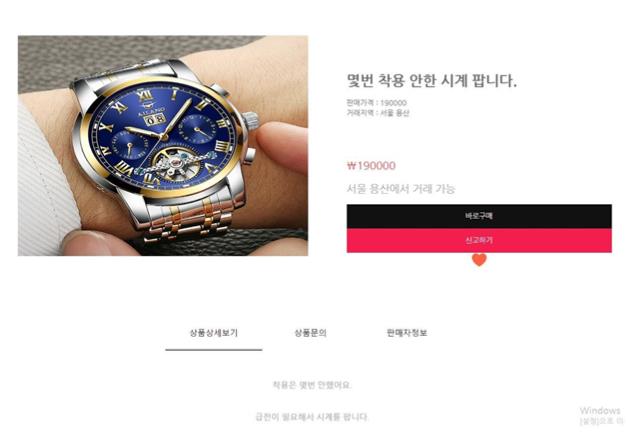 몇번 착용 안한 시계 팝니다.
판매가격 : 190000
거래지역 : 서울 용산
₩190000
서울 용산에서 거래 가능
바로구매
신고하기
AILANG
상품상세보기
상품문의
판매자정보
착용은 몇번 안했어요.
급전이 필요해서 시계를 팝니다.
Windows
[설정]으로 이